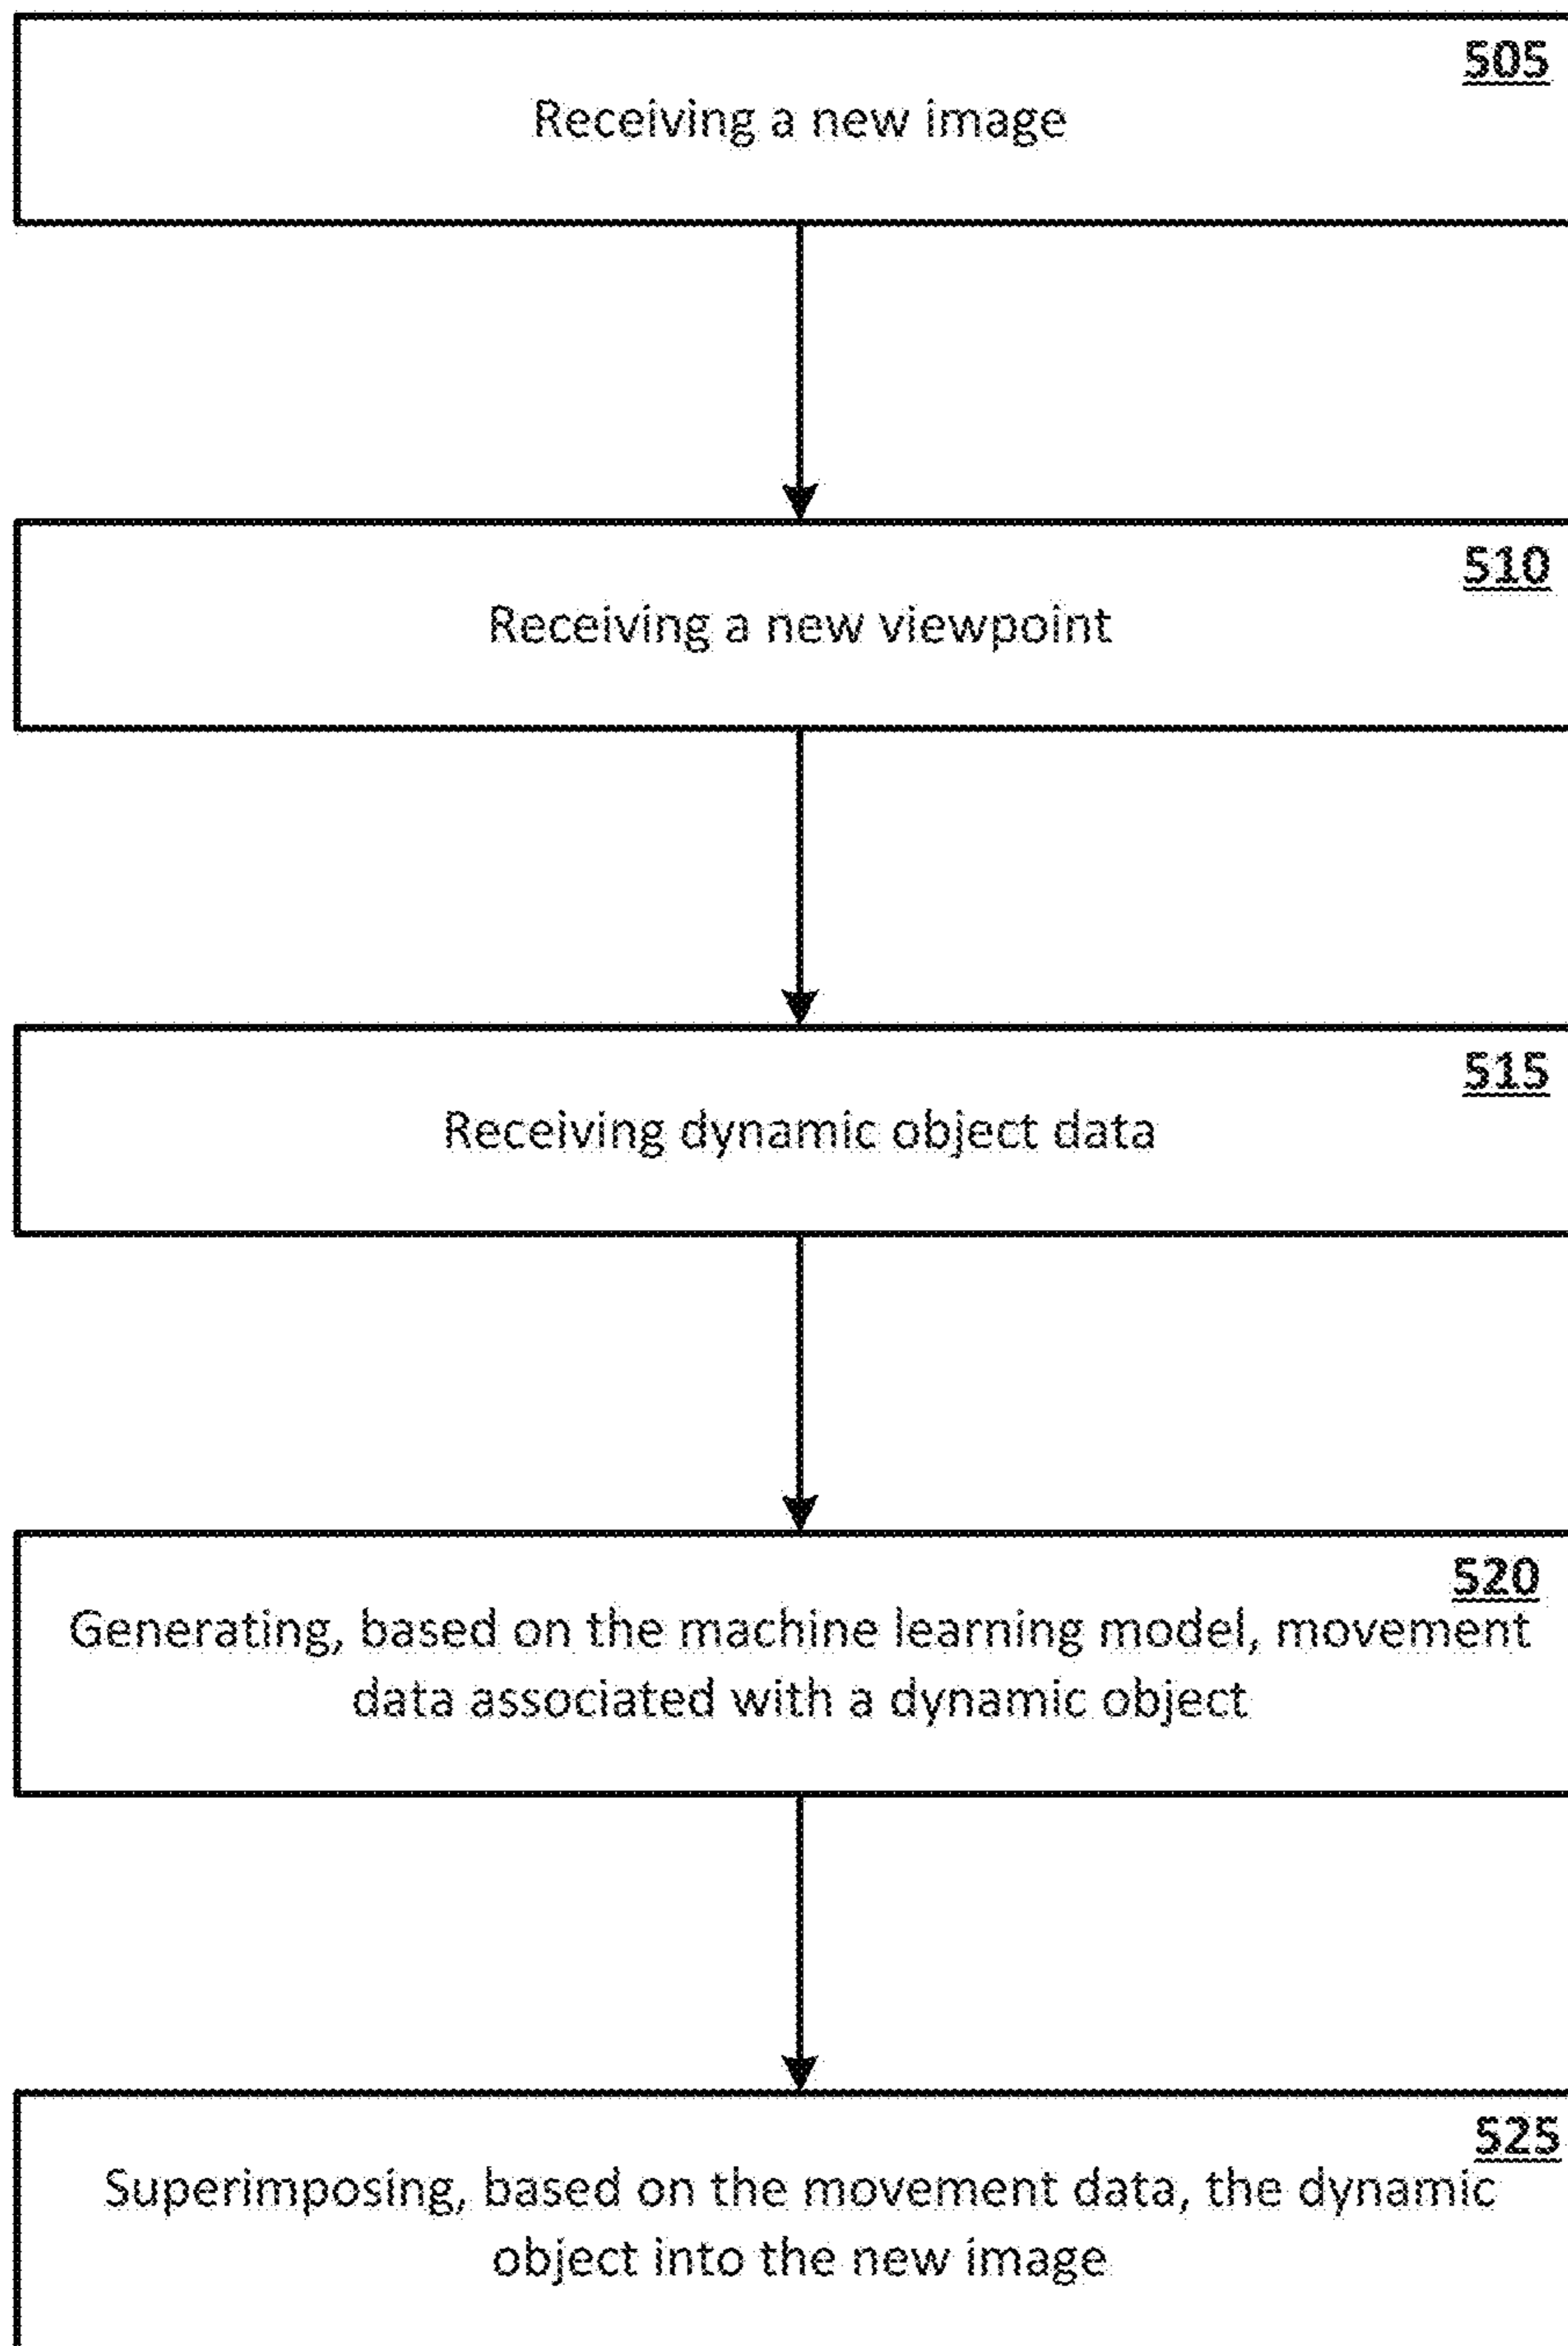 505
Receiving a new image
510
Receiving a new viewpoint
515
Receiving dynamic object data
520
Generating, based on the machine learning model, movement
data associated with a dynamic object
525
Superimposing, based on the movement data, the dynamic
object into the new image